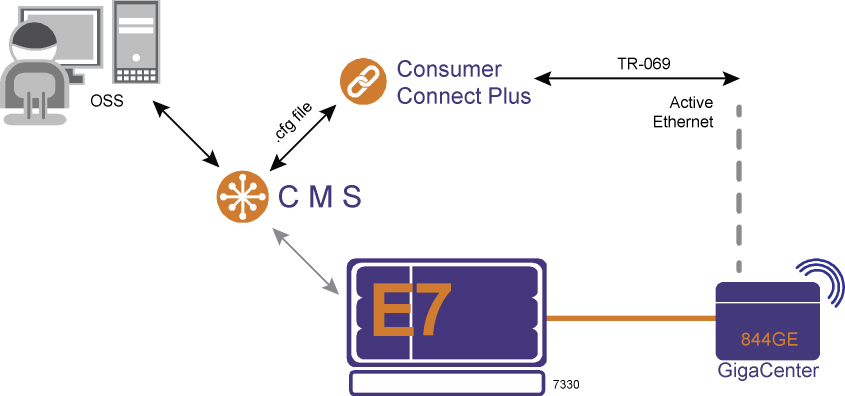 OSS
.cfg file
Consumer
Connect Plus
TR-069
Active
Ethernet
C M S
E7
7330
844GE
GigaCenter